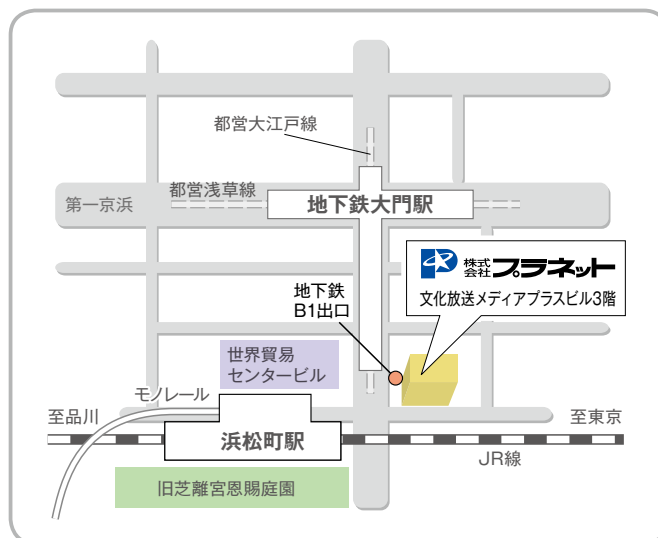 都営大江戸線
都営浅草線
第一京浜
地下鉄大門駅
株式
会社
プラネット
文化放送メディアプラスビル3階
地下鉄
B1出口
世界貿易
センタービル
モノレール
至品川
至東京
浜松町駅
JR線
旧芝離宮恩賜庭園